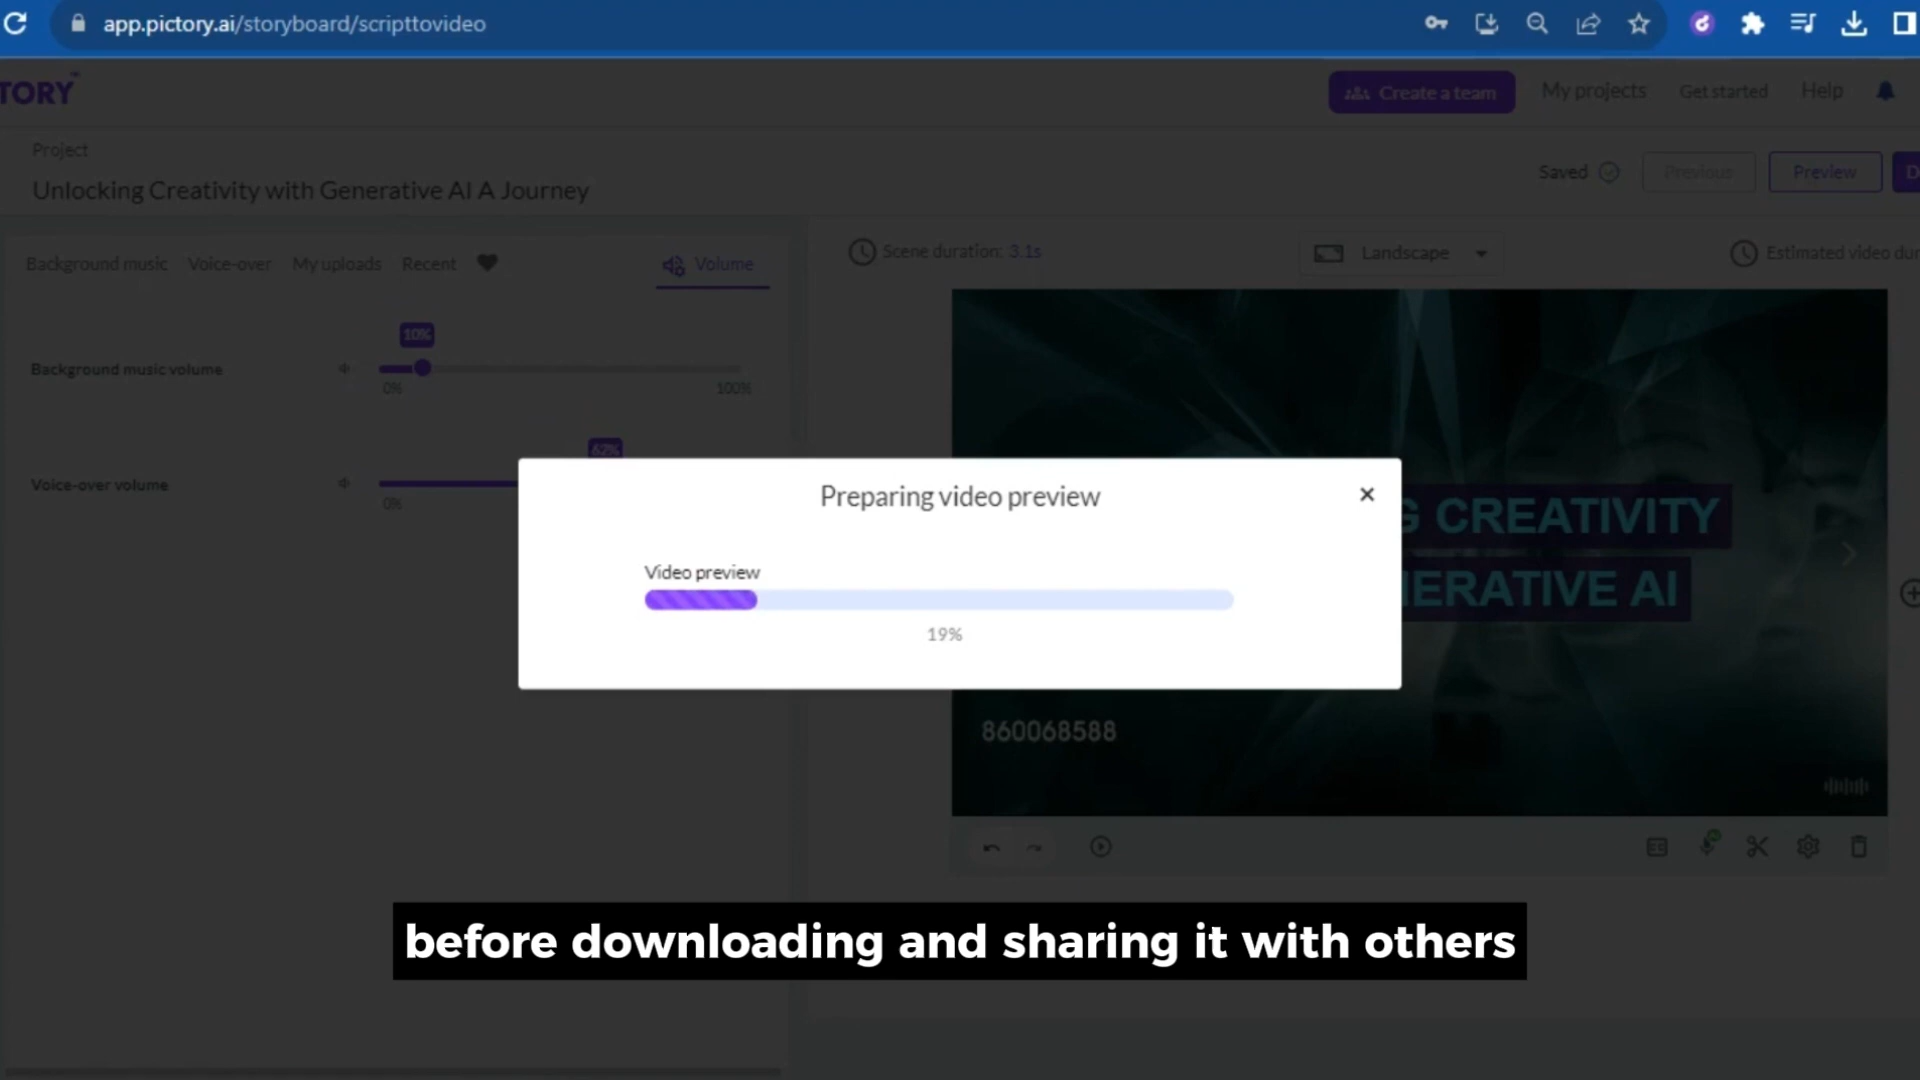 app.pictory.ai/storyboard/scripttovideo
TORY
Create a team
My projects
Get started
Help
Project
Unlocking Creativity with Generative AI A Journey
Saved
Previous
Preview
D
Background music
Voice-over
My uploads
Recent
Volume
Scene duration: 3.1s
Landscape
Estimated video dur
10%
Background music volume
0%
100%
62%
Voice-over volume
0%
Preparing video preview
Video preview
19%
G CREATIVITY
ERATIVE AI
860068588
before downloading and sharing it with others